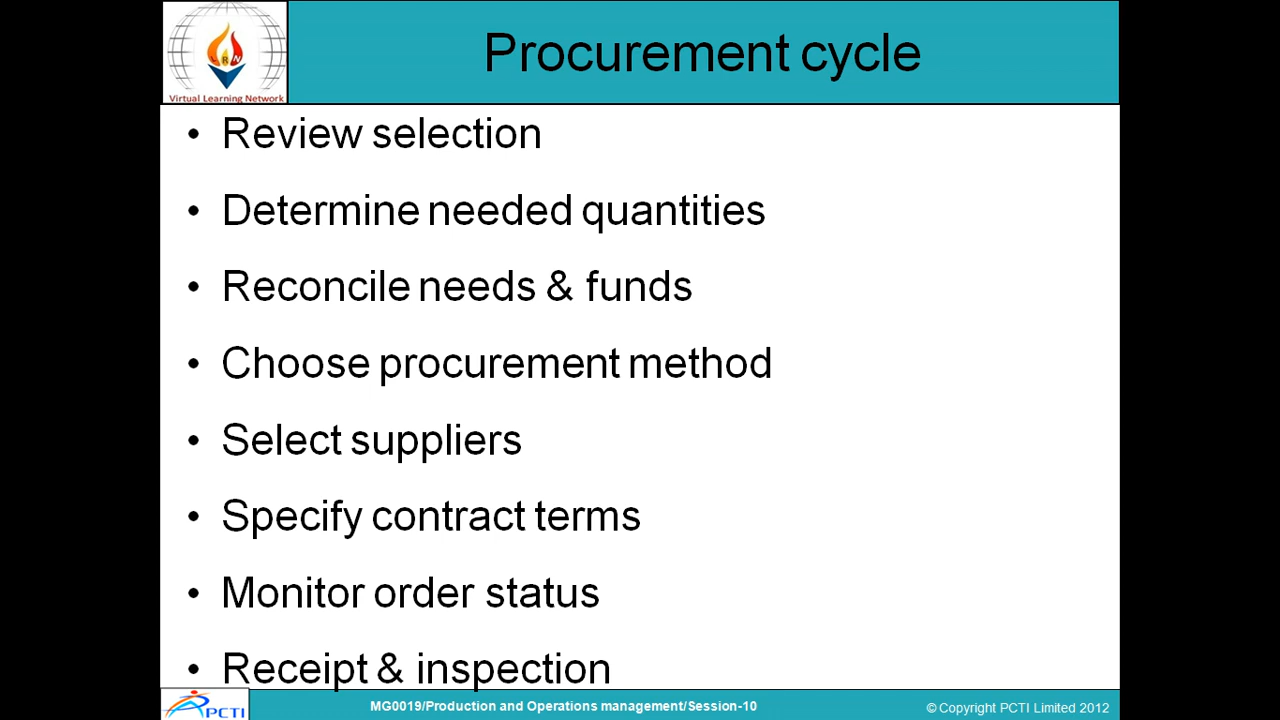 Procurement cycle
Virtual Learning Network
• Review selection
• Determine needed quantities
• Reconcile needs & funds
• Choose procurement method
• Select suppliers
• Specify contract terms
• Monitor order status
• Receipt & inspection
PCTI
MG0019/Production and Operations management/Session-10
© Copyright PCTI Limited 2012